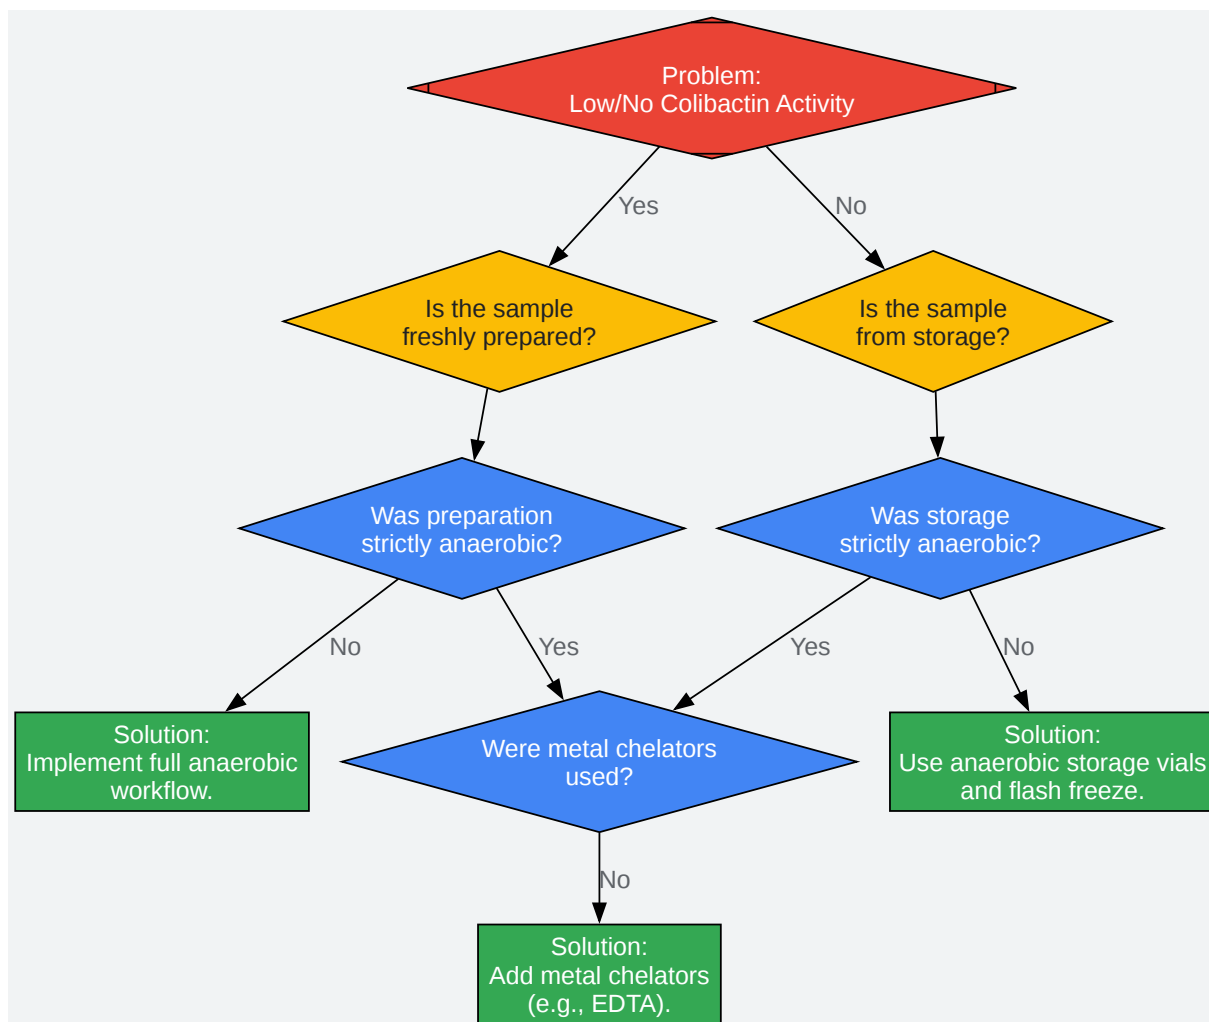 Problem:
Low/No Colibactin Activity
Yes
No
Is the sample
freshly prepared?
Is the sample
from storage?
Was preparation
strictly anaerobic?
Was storage
strictly anaerobic?
No
Yes
Yes
No
Solution:
Implement full anaerobic
workflow.
Were metal chelators
used?
Solution:
Use anaerobic storage vials
and flash freeze.
No
Solution:
Add metal chelators
(e.g., EDTA).